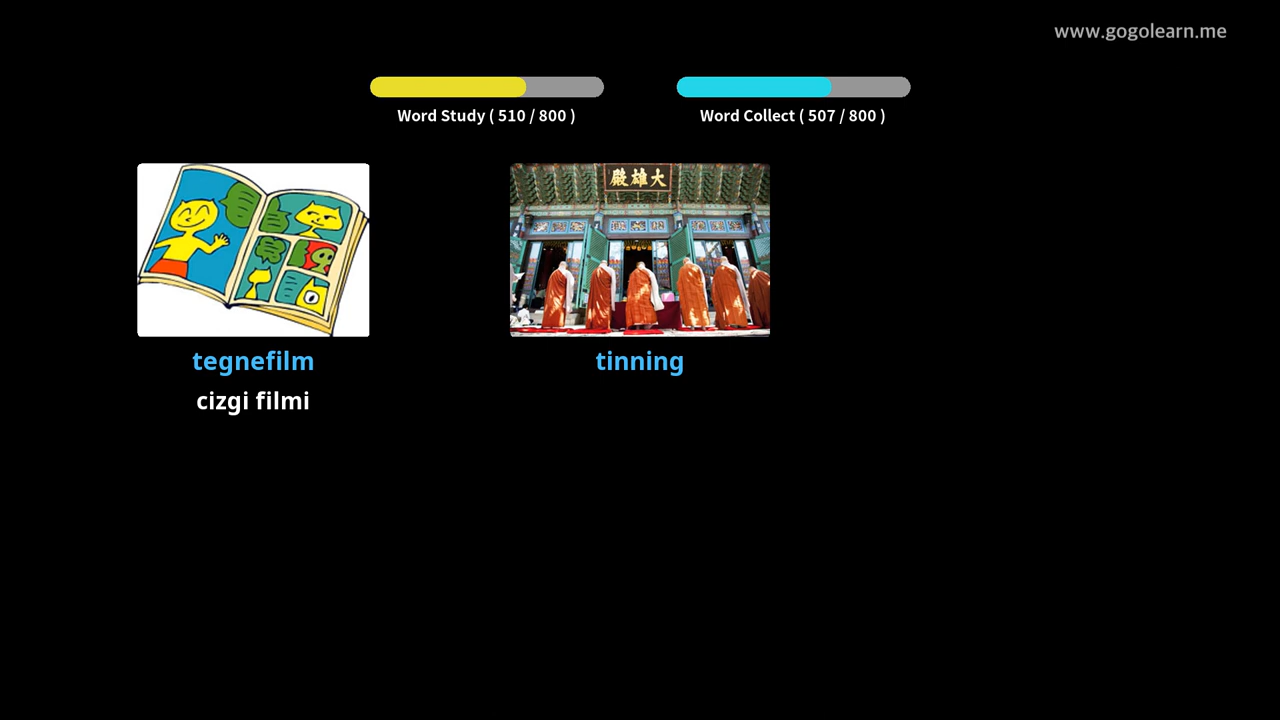 www.gogolearn.me
Word Study ( 510 / 800 )
Word Collect ( 507 / 800 )
殿雄大
tegnefilm
tinning
cizgi filmi